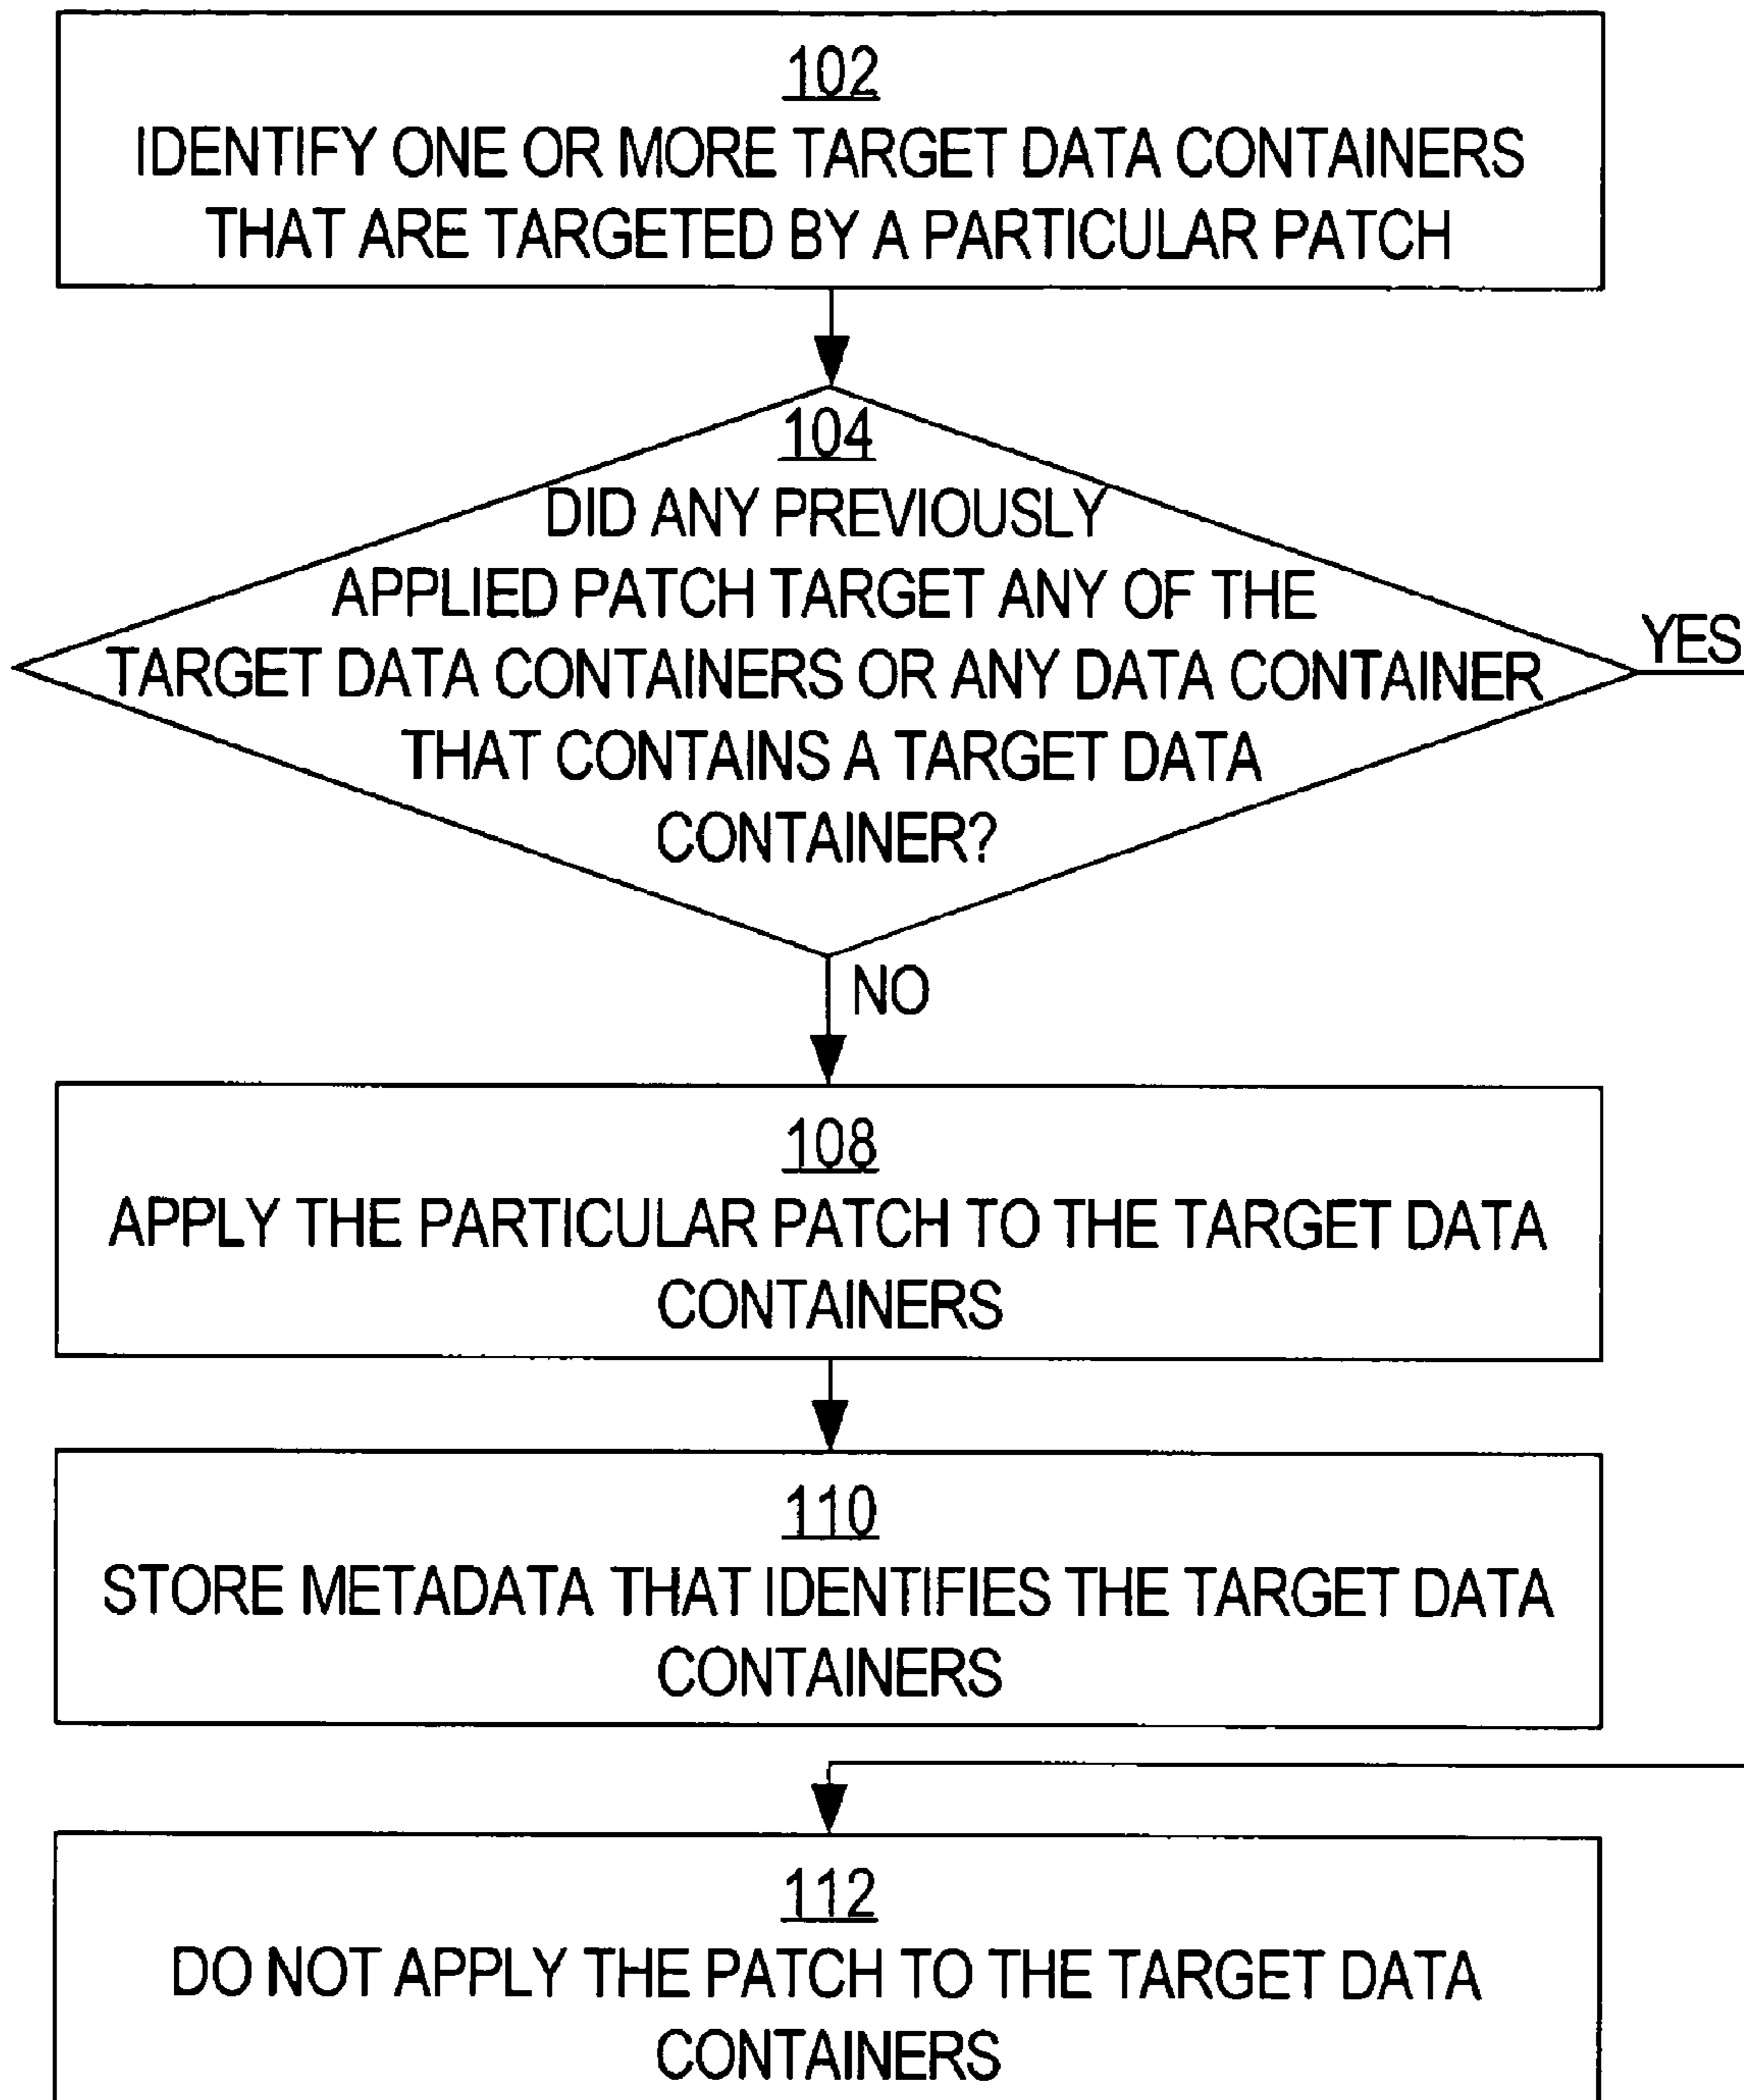 102
IDENTIFY ONE OR MORE TARGET DATA CONTAINERS
THAT ARE TARGETED BY A PARTICULAR PATCH
104
DID ANY PREVIOUSLY
APPLIED PATCH TARGET ANY OF THE
TARGET DATA CONTAINERS OR ANY DATA CONTAINER
THAT CONTAINS A TARGET DATA
CONTAINER?
YES
NO
108
APPLY THE PARTICULAR PATCH TO THE TARGET DATA
CONTAINERS
110
STORE METADATA THAT IDENTIFIES THE TARGET DATA
CONTAINERS
112
DO NOT APPLY THE PATCH TO THE TARGET DATA
CONTAINERS